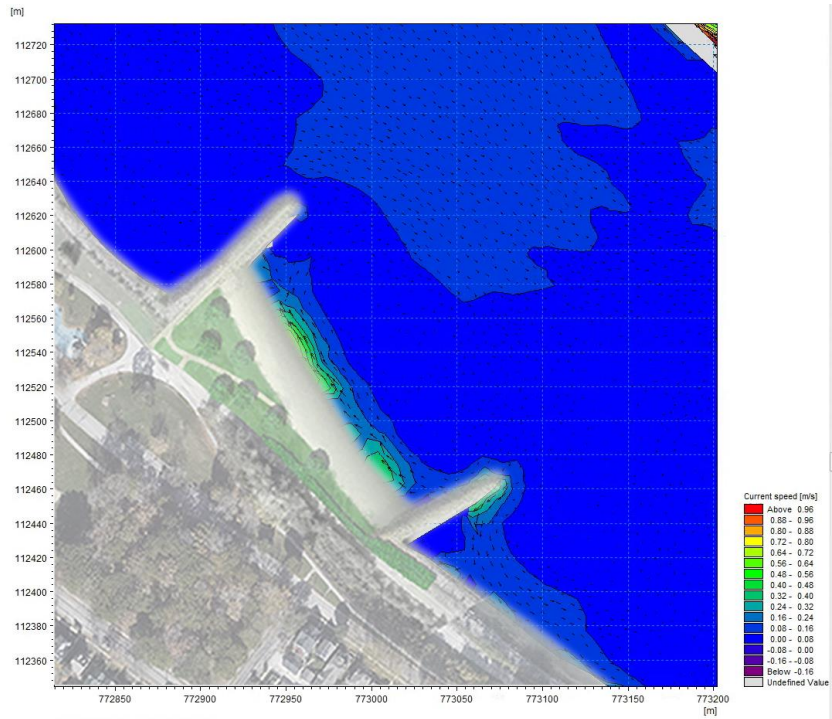 [m]
112720
112700
112680
112660
112640
112620
112600
112580
112560
112540
112520
112500
112480
112460
112440
112420
112400
112380
112360
772850 772900 772950 773000 773050 773100 773150 773200
[m]
Current speed [m/s]
Above 0.96
0.88 - 0.96
0.80 - 0.88
0.72 - 0.80
0.64 - 0.72
0.56 - 0.64
0.48 - 0.56
0.40 - 0.48
0.32 - 0.40
0.24 - 0.32
0.16 - 0.24
0.08 - 0.16
0.00 - 0.08
-0.08 - 0.00
-0.16 - -0.08
Below -0.16
Undefined Value